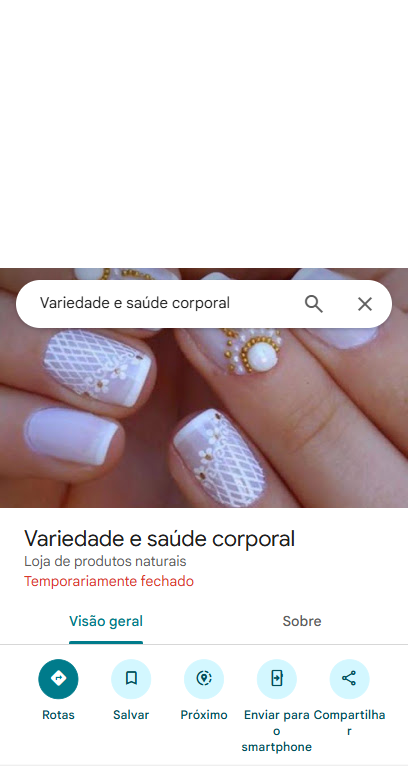 Variedade e saúde corporal
Variedade e saúde corporal
Loja de produtos naturais
Temporariamente fechado
Visão geral
Sobre
Rotas
Salvar
Próximo
Enviar para o smartphone
Compartilhar